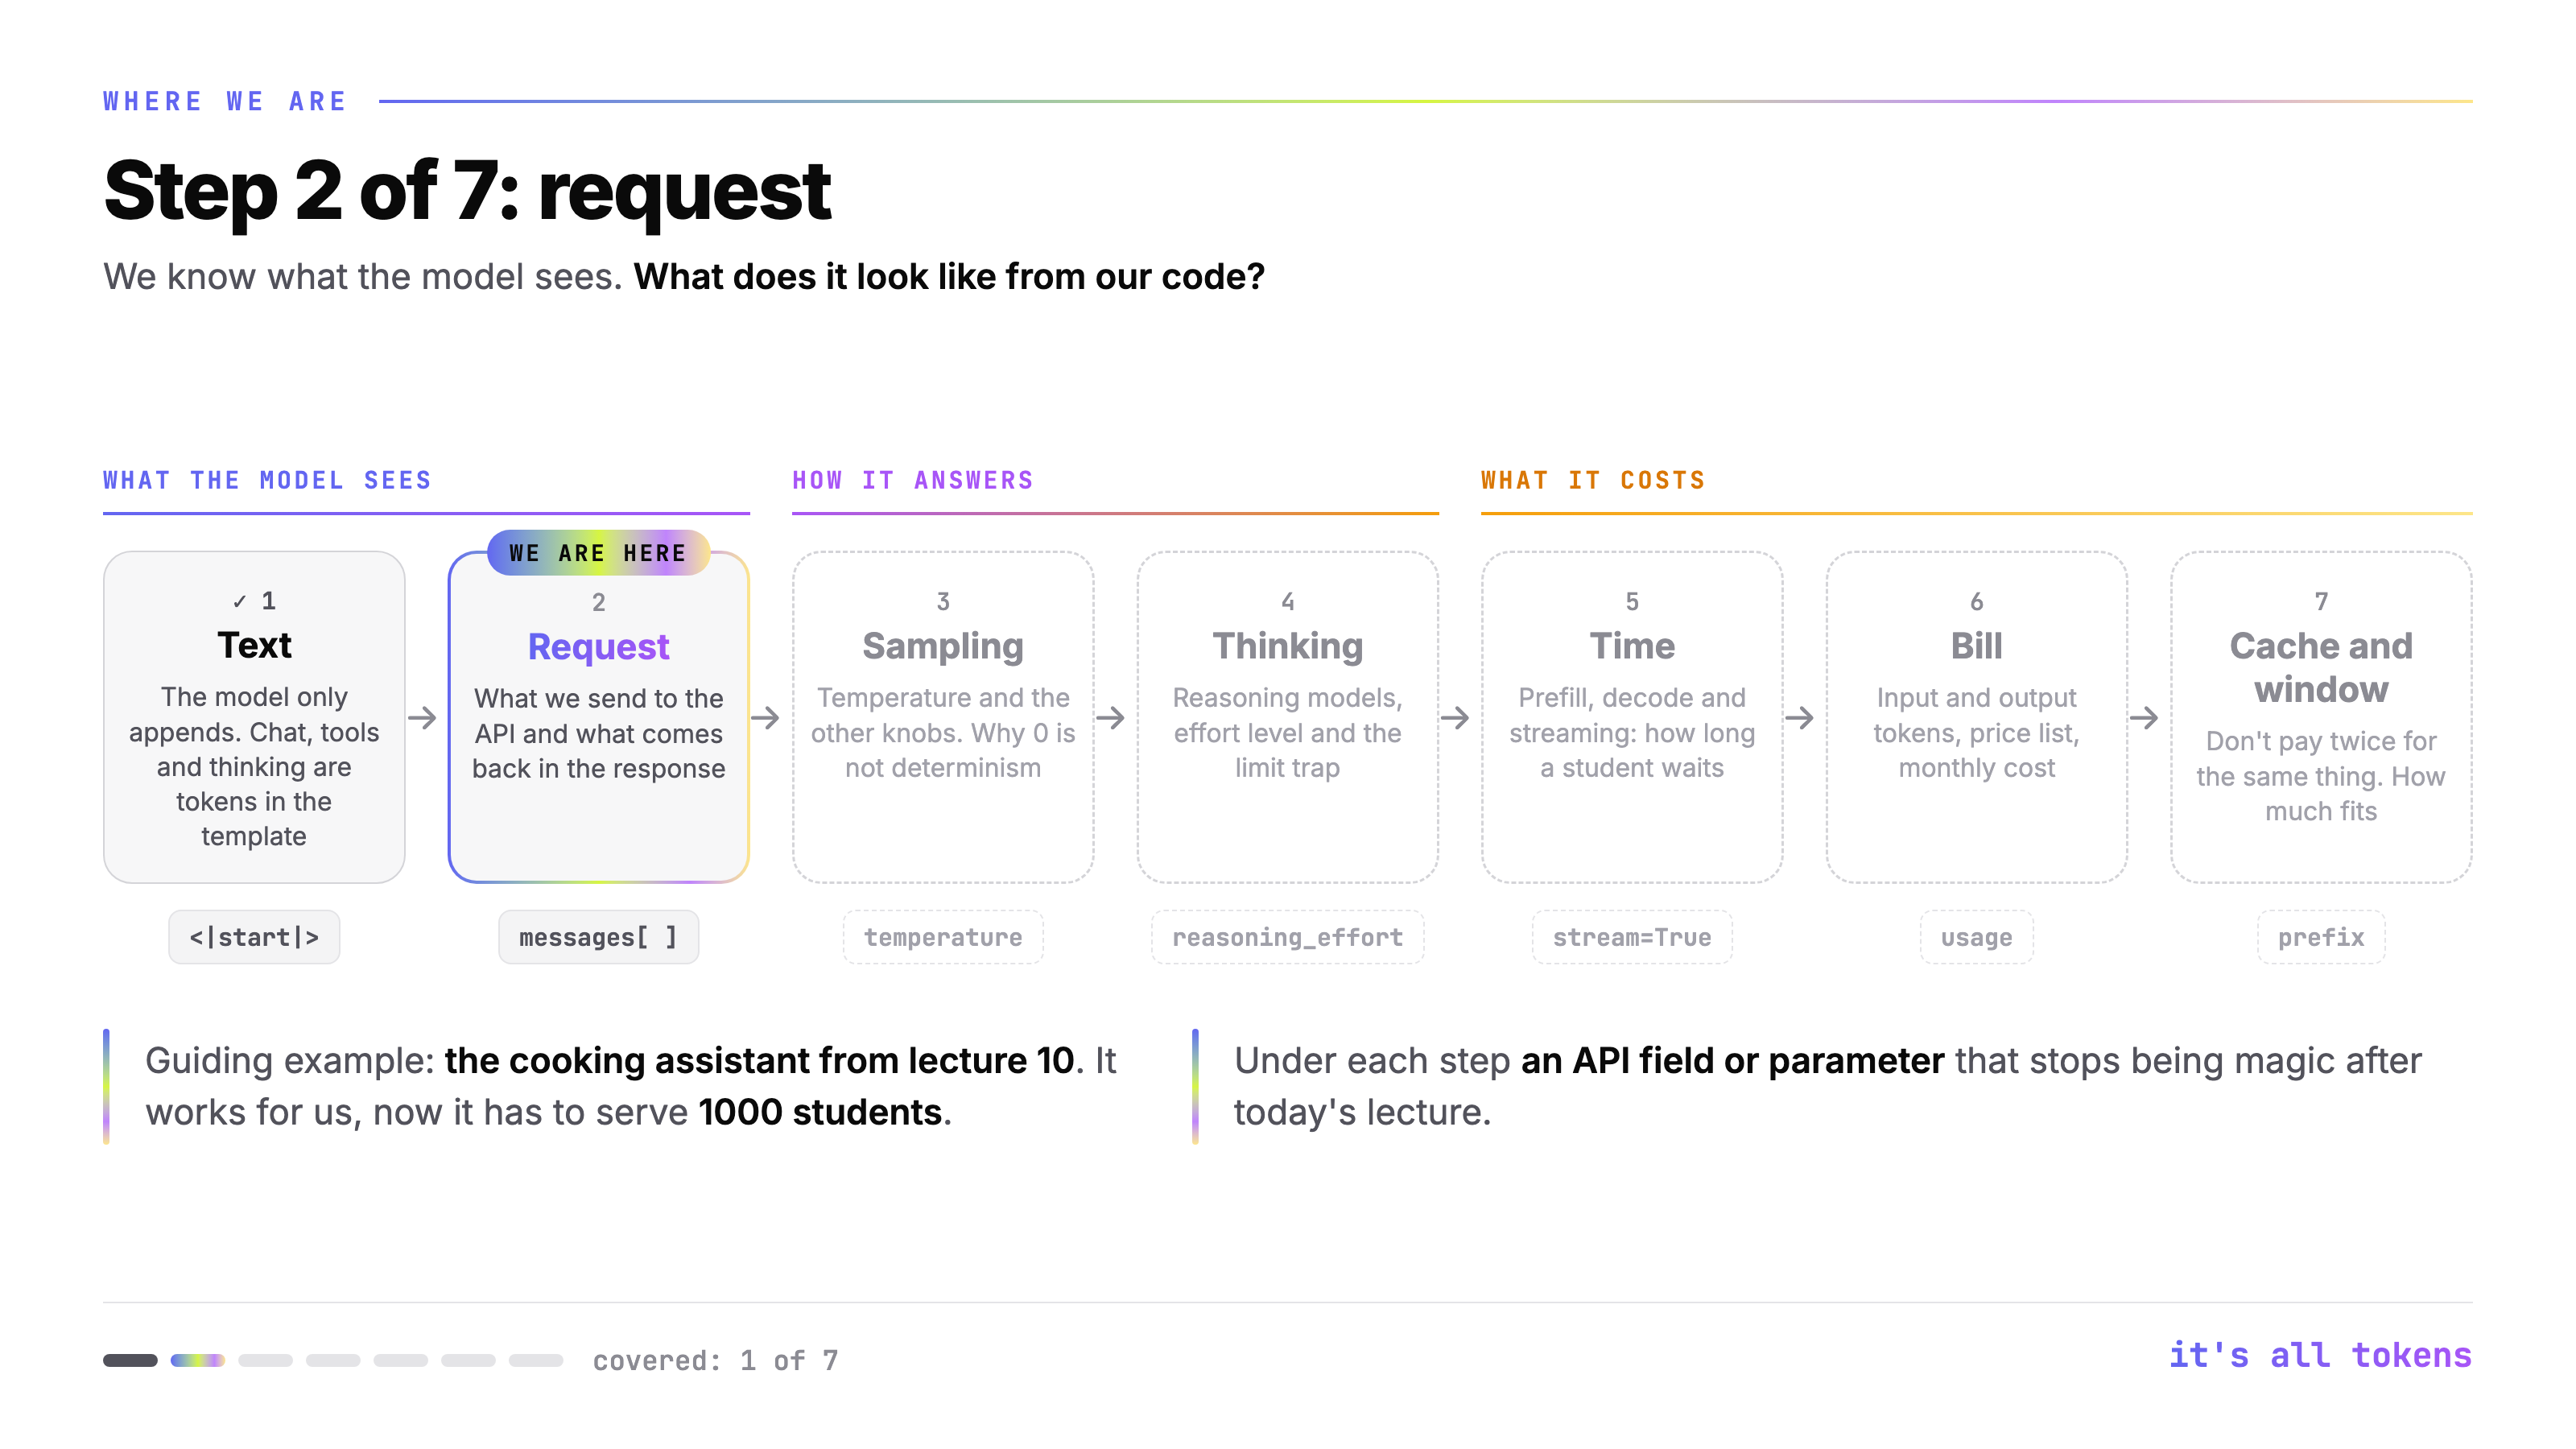 WHERE WE ARE
Step 2 of 7: request
We know what the model sees. What does it look like from our code?
WHAT THE MODEL SEES
HOW IT ANSWERS
WHAT IT COSTS
✓ 1
Text
The model only
appends. Chat, tools
and thinking are
tokens in the
template
<|start|>
WE ARE HERE
2
Request
What we send to the
API and what comes
back in the response
messages[ ]
3
Sampling
Temperature and the
other knobs. Why 0 is
not determinism
temperature
4
Thinking
Reasoning models,
effort level and the
limit trap
reasoning_effort
5
Time
Prefill, decode and
streaming: how long
a student waits
stream=True
6
Bill
Input and output
tokens, price list,
monthly cost
usage
7
Cache and
window
Don't pay twice for
the same thing. How
much fits
prefix
Guiding example: the cooking assistant from lecture 10. It
works for us, now it has to serve 1000 students.
Under each step an API field or parameter that stops being magic after
today's lecture.
covered: 1 of 7
it's all tokens